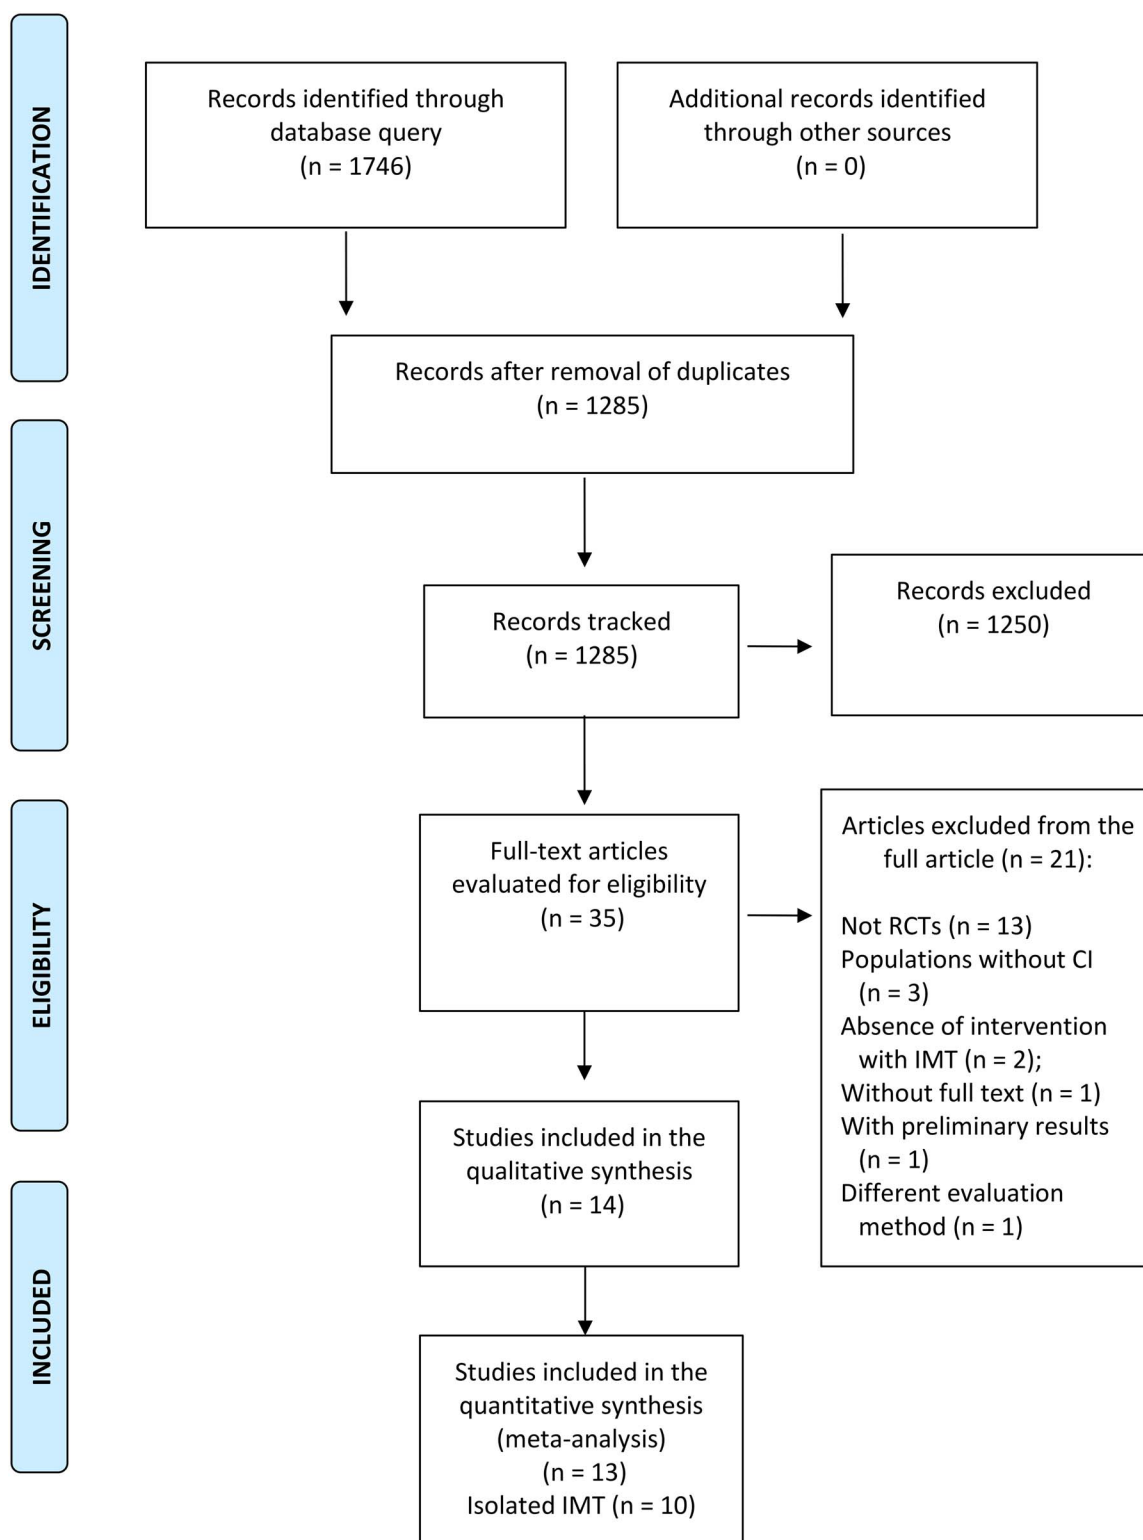 IDENTIFICATION
Records identified through
database query
(n = 1746)
Additional records identified
through other sources
(n = 0)
Records after removal of duplicates
(n = 1285)
SCREENING
Records tracked
(n = 1285)
Records excluded
(n = 1250)
ELIGIBILITY
Full-text articles
evaluated for eligibility
(n = 35)
Articles excluded from the
full article (n = 21):
Not RCTs (n = 13)
Populations without CI
(n = 3)
Absence of intervention
with IMT (n = 2);
Without full text (n = 1)
With preliminary results
(n = 1)
Different evaluation
method (n = 1)
Studies included in the
qualitative synthesis
(n = 14)
INCLUDED
Studies included in the
quantitative synthesis
(meta-analysis)
(n = 13)
Isolated IMT (n = 10)